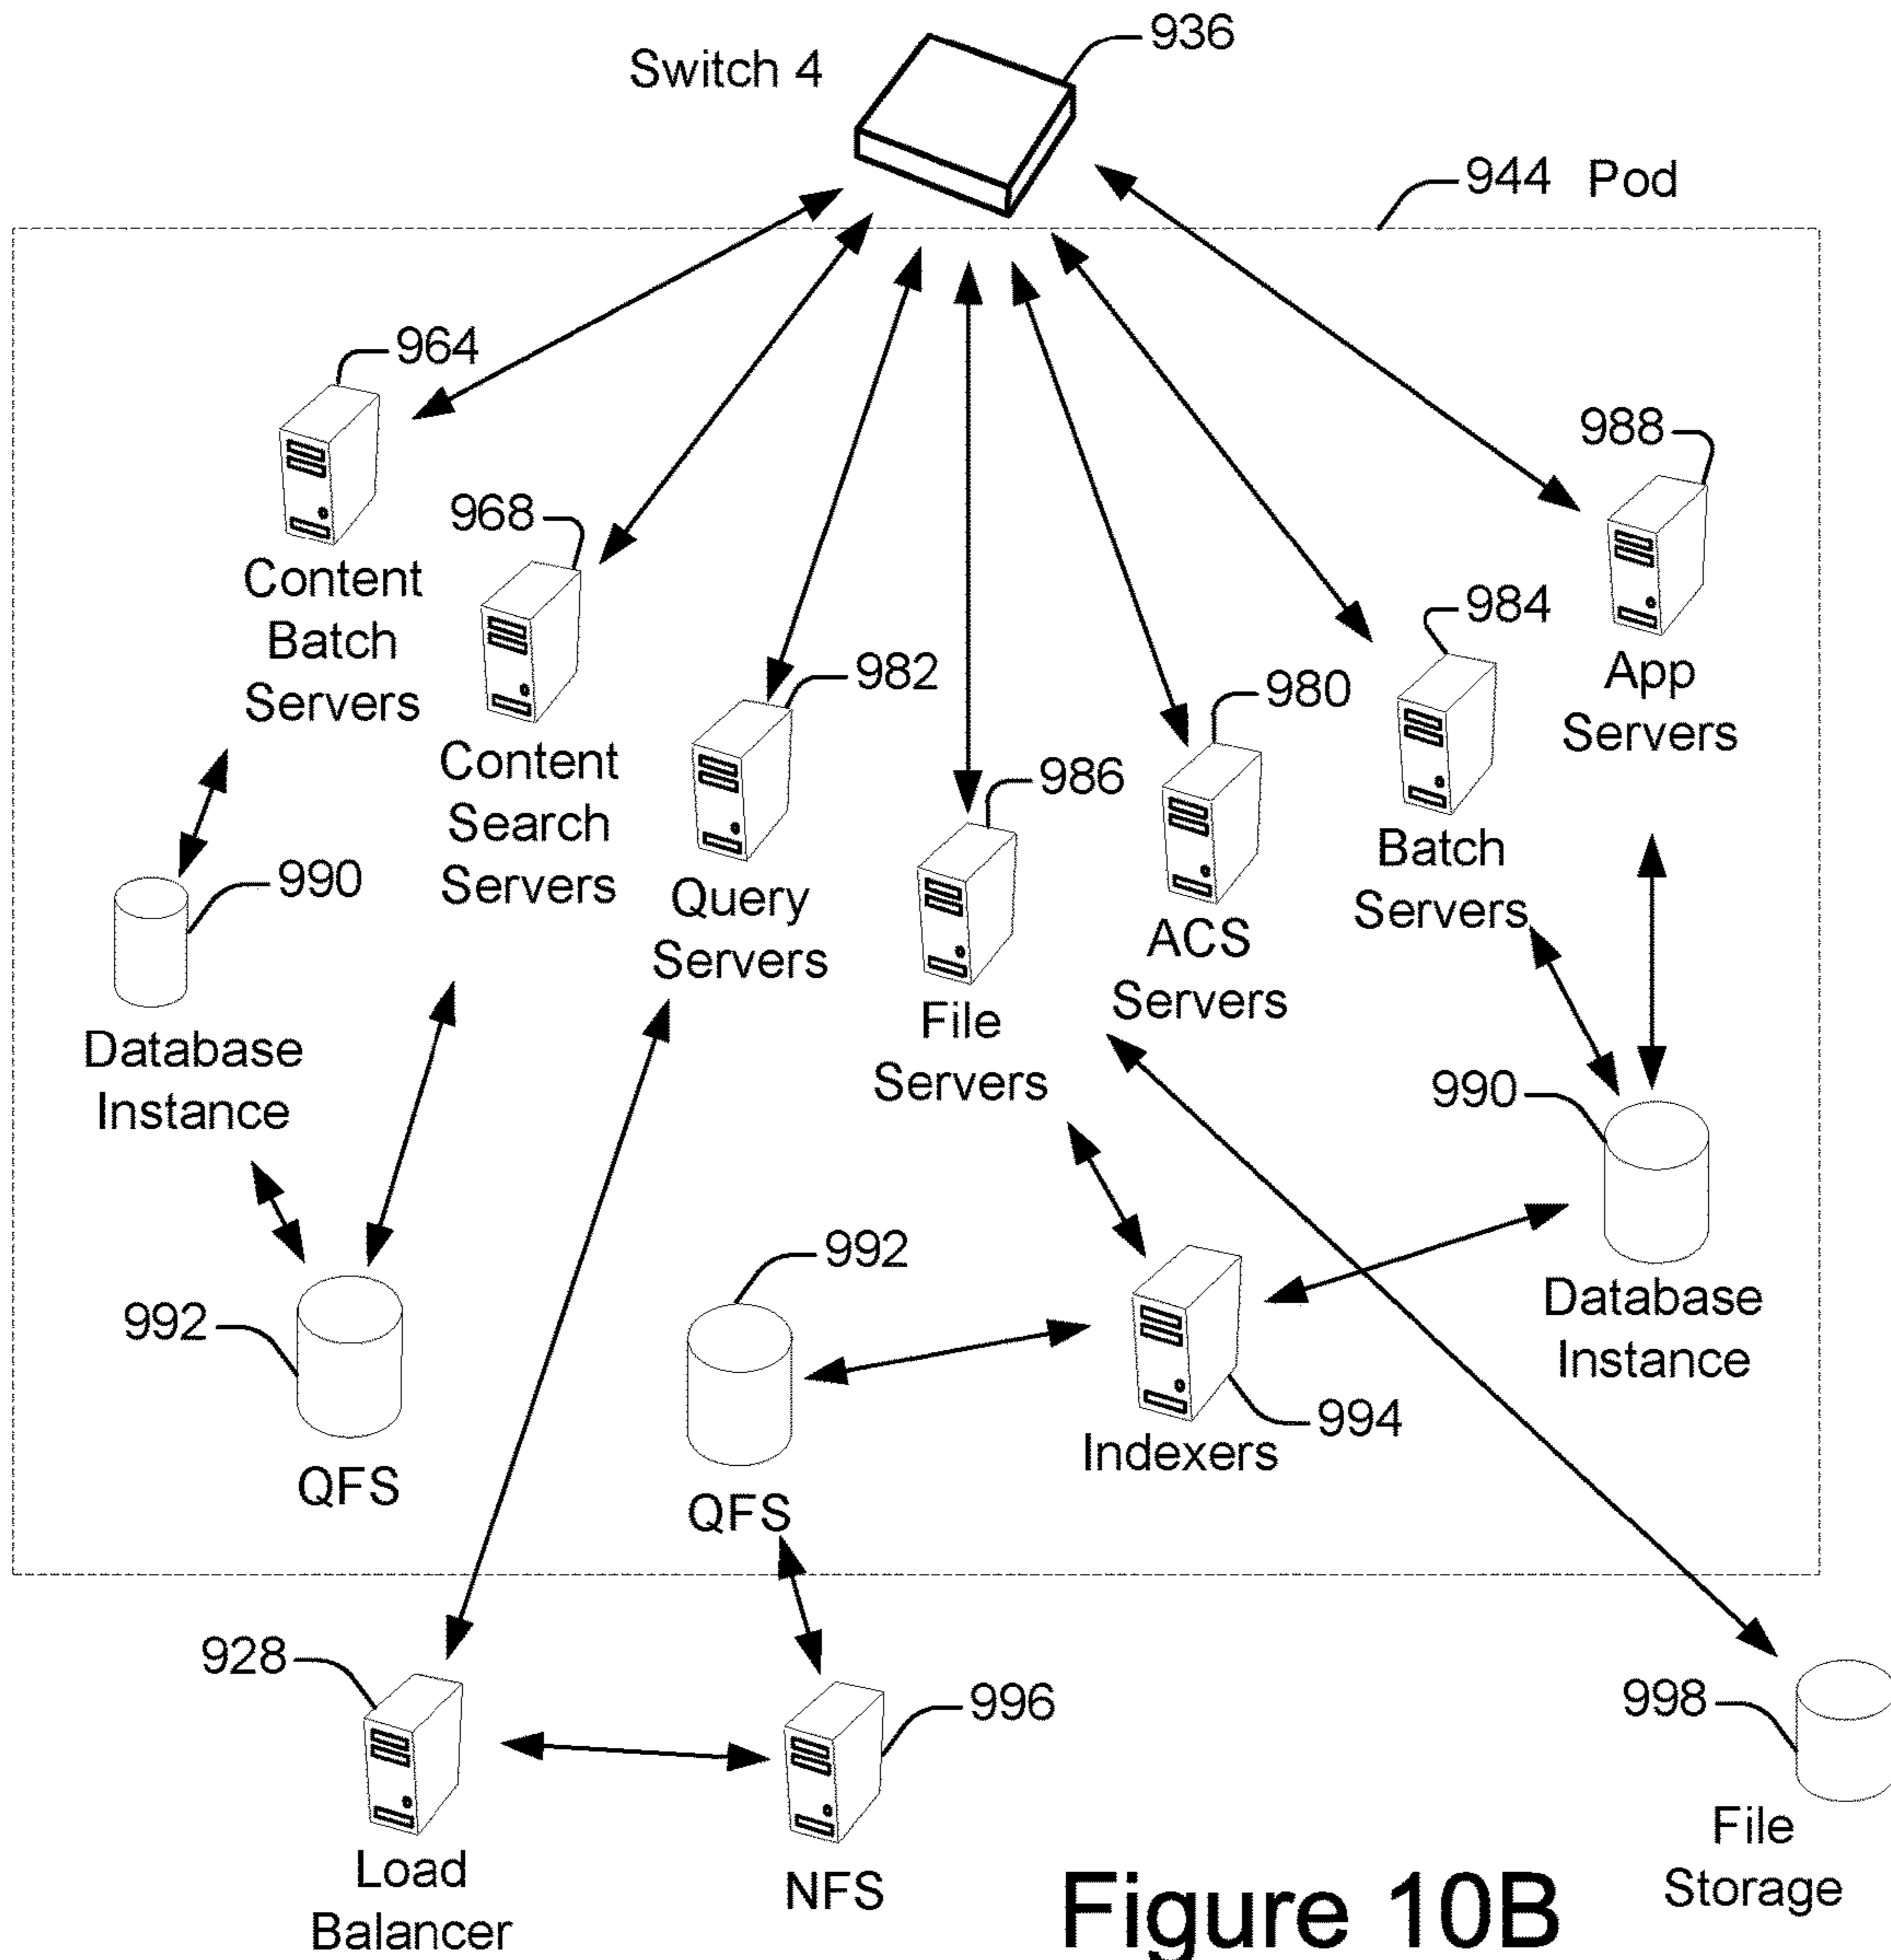 936
Switch 4
944 Pod
964
988
968
Content
Batch
Servers
984
982
980
App
Servers
Content
Search
Servers
986
Batch
Servers
990
Query
Servers
ACS
Servers
File
Servers
Database
Instance
990
992
992
Database
Instance
994
Indexers
QFS
QFS
928
996
998
Load
Balancer
NFS
File
Storage
Figure 10B